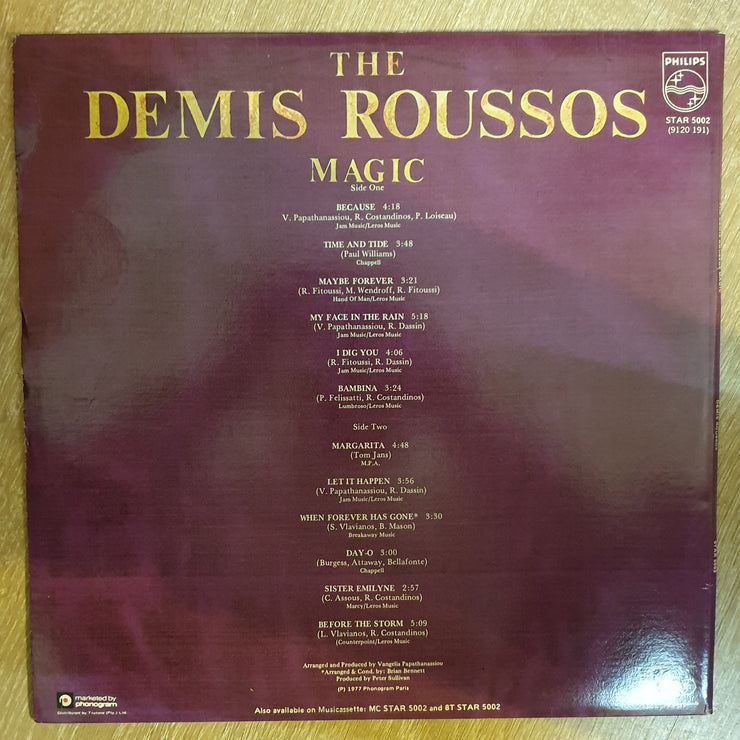 THE
DEMIS ROUSSOS
MAGIC
PHILIPS
STAR 5002
(9120 191)
Side One
BECAUSE 4:18
V. Papathanassiou, R. Costandinos, P. Loiseau)
Jam Music/Leros Music
TIME AND TIDE 3:48
(Paul Williams)
Chappell
MAYBE FOREVER 3:21
(R. Fitoussi, M. Wendroff, R. Fitoussi)
Hand Of Man/Leros Music
MY FACE IN THE RAIN 5:18
(V. Papathanassiou, R. Dassin)
Jam Music/Leros Music
I DIG YOU 4:06
(R. Fitoussi, R. Dassin)
Jam Music/Leros Music
BAMBINA 3:24
(P. Felissatti, R. Costandinos)
Lumbroso/Leros Music
Side Two
MARGARITA 4:48
(Tom Jans)
M.P.A.
LET IT HAPPEN 3:56
(V. Papathanassiou, R. Dassin)
Jam Music/Leros Music
WHEN FOREVER HAS GONE* 3:30
(S. Vlavianos, B. Mason)
Breakaway Music
DAY-O 3:00
(Burgess, Attaway, Bellafonte)
Chappell
SISTER EMILYNE 2:57
(C. Assous, R. Costandinos)
Marcy/Leros Music
BEFORE THE STORM 5:09
(L. Vlavianos, R. Costandinos)
(Counterpoint/Leros Music
Arranged and Produced by Vangelis Papathanassiou
*Arranged & Cond. by: Brian Bennett
Produced by Peter Sullivan
(P) 1977 Phonogram Paris
marketed by
phonogram
Distributed by Trutone (Pty.) Ltd.
Also available on Musicassette: MC STAR 5002 and 8T STAR 5002